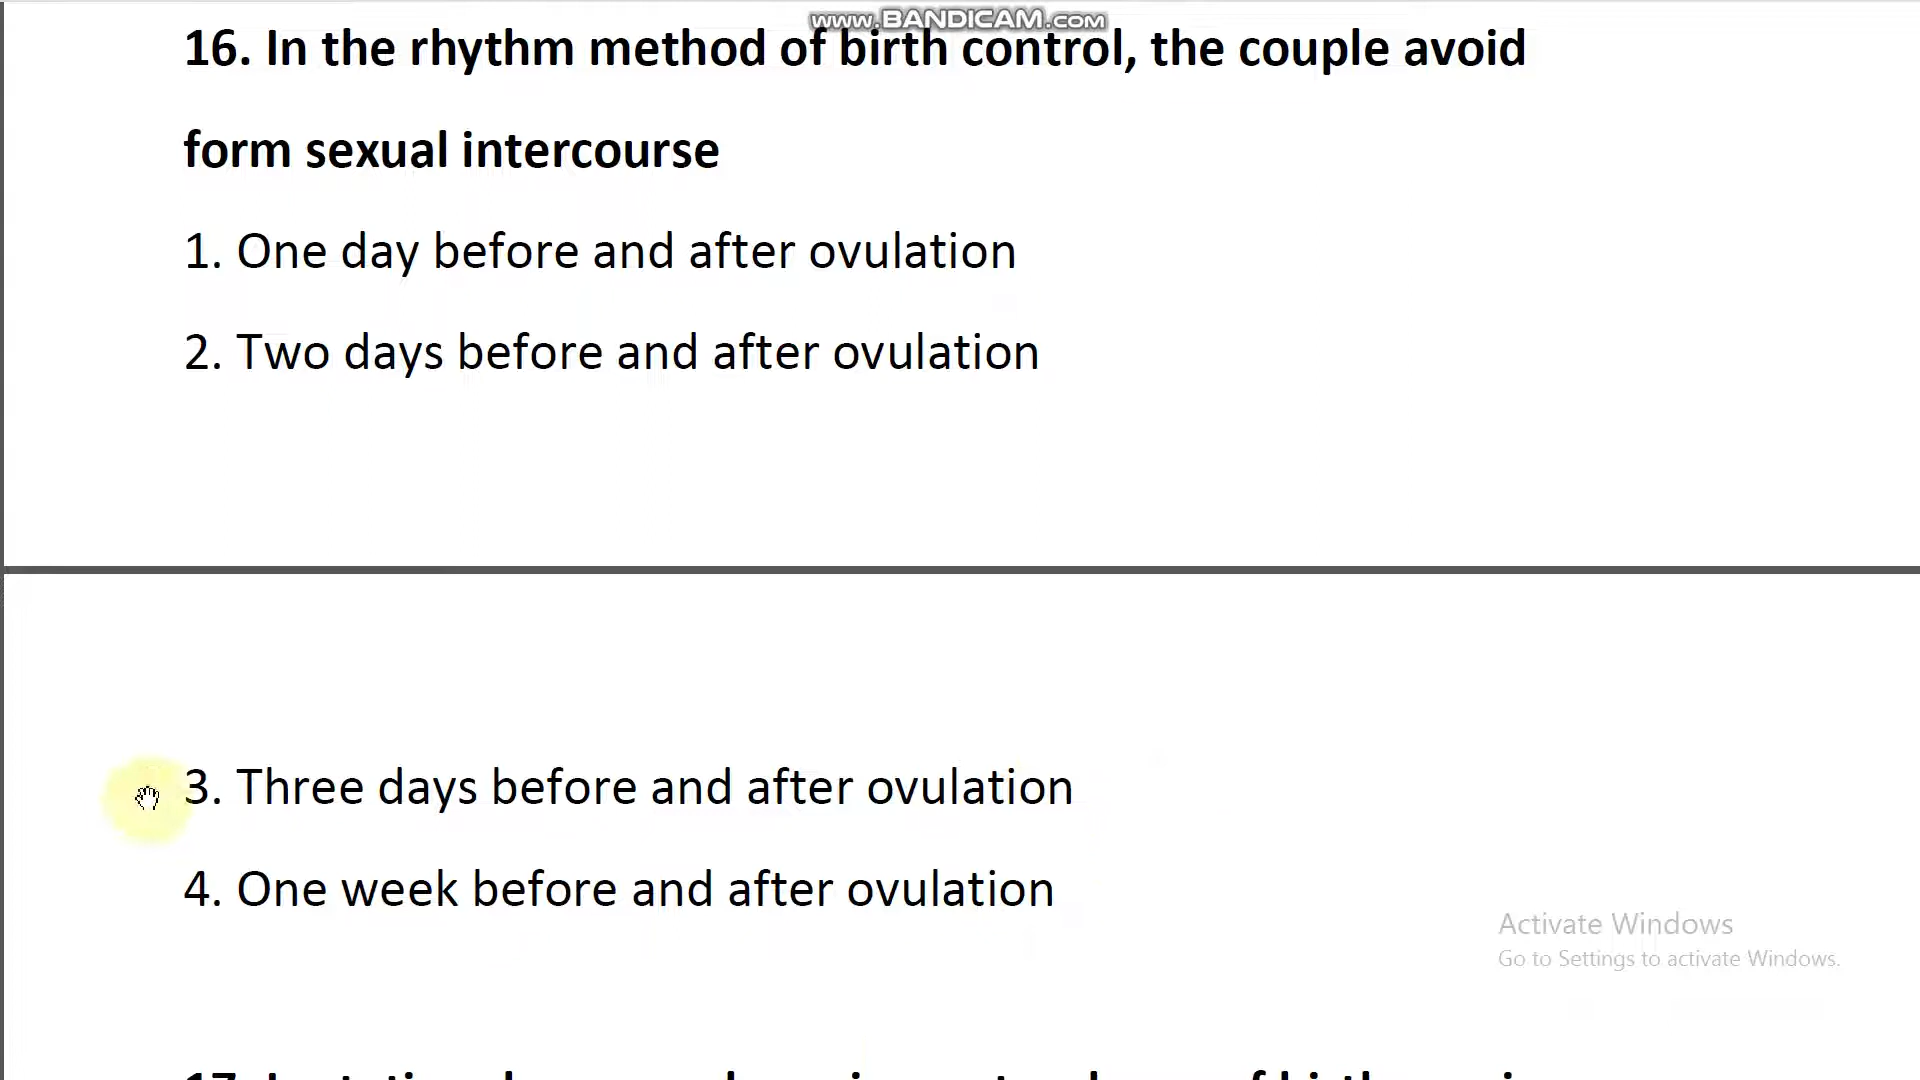 www.BANDICAM.com
16. In the rhythm method of birth control, the couple avoid
form sexual intercourse
1. One day before and after ovulation
2. Two days before and after ovulation
3. Three days before and after ovulation
4. One week before and after ovulation
Activate Windows
Go to Settings to activate Windows.